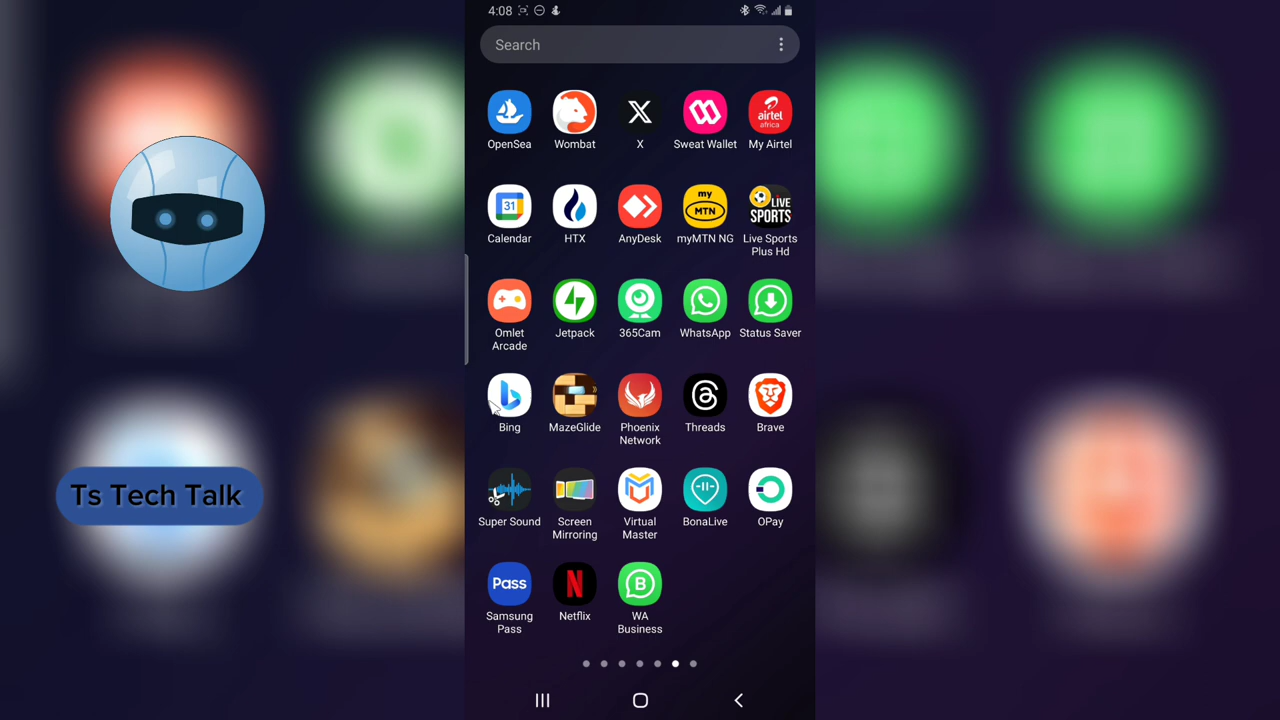 4:08
Search
OpenSea
Wombat
X
Sweat Wallet
airtel
africa
My Airtel
31
Calendar
HTX
AnyDesk
my
MTN
myMTN NG
LIVE
SPORTS
Live Sports
Plus Hd
Omlet
Arcade
Jetpack
365Cam
WhatsApp
Status Saver
Bing
MazeGlide
Phoenix
Network
Threads
Brave
Ts Tech Talk
Super Sound
Screen
Mirroring
Virtual
Master
BonaLive
OPay
Pass
Samsung
Pass
N
Netflix
B
WA
Business